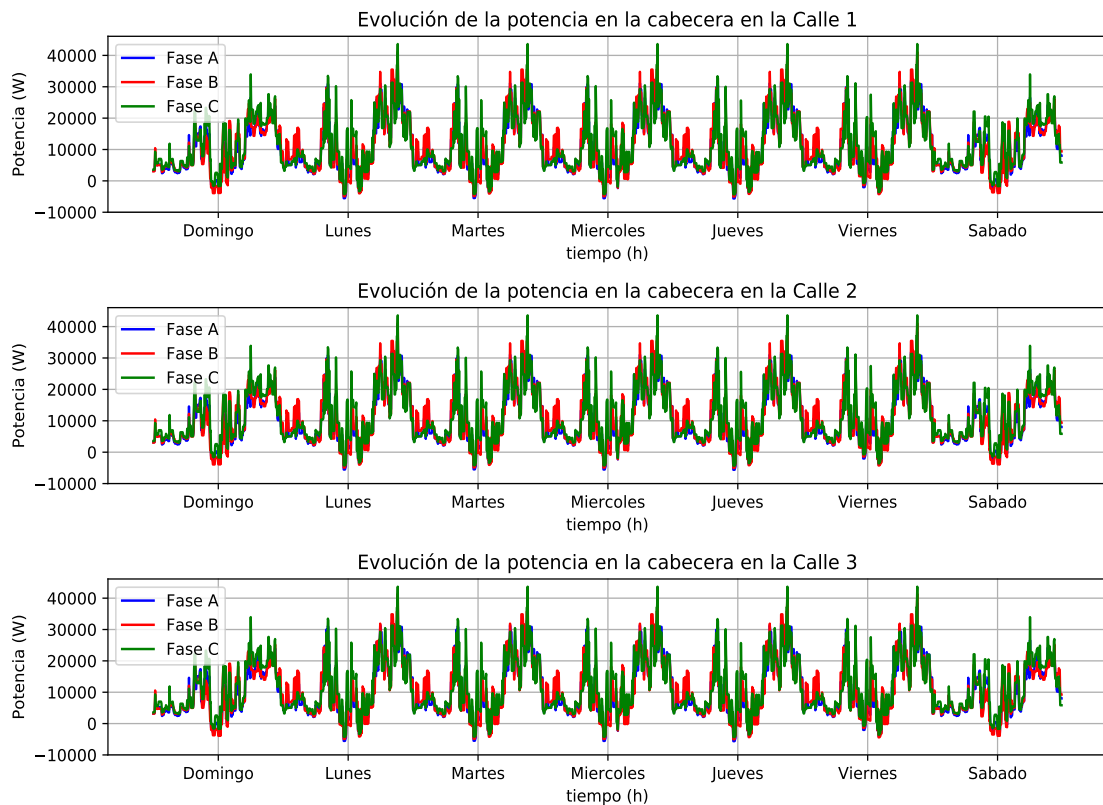 Evolución de la potencia en la cabecera en la Calle 1
Potencia (W)
40000
30000
20000
10000
0
−10000
Fase A
Fase B
Fase C
Domingo Lunes Martes Miercoles Jueves Viernes Sabado
tiempo (h)
Evolución de la potencia en la cabecera en la Calle 2
Potencia (W)
40000
30000
20000
10000
0
−10000
Fase A
Fase B
Fase C
Domingo Lunes Martes Miercoles Jueves Viernes Sabado
tiempo (h)
Evolución de la potencia en la cabecera en la Calle 3
Potencia (W)
40000
30000
20000
10000
0
−10000
Fase A
Fase B
Fase C
Domingo Lunes Martes Miercoles Jueves Viernes Sabado
tiempo (h)